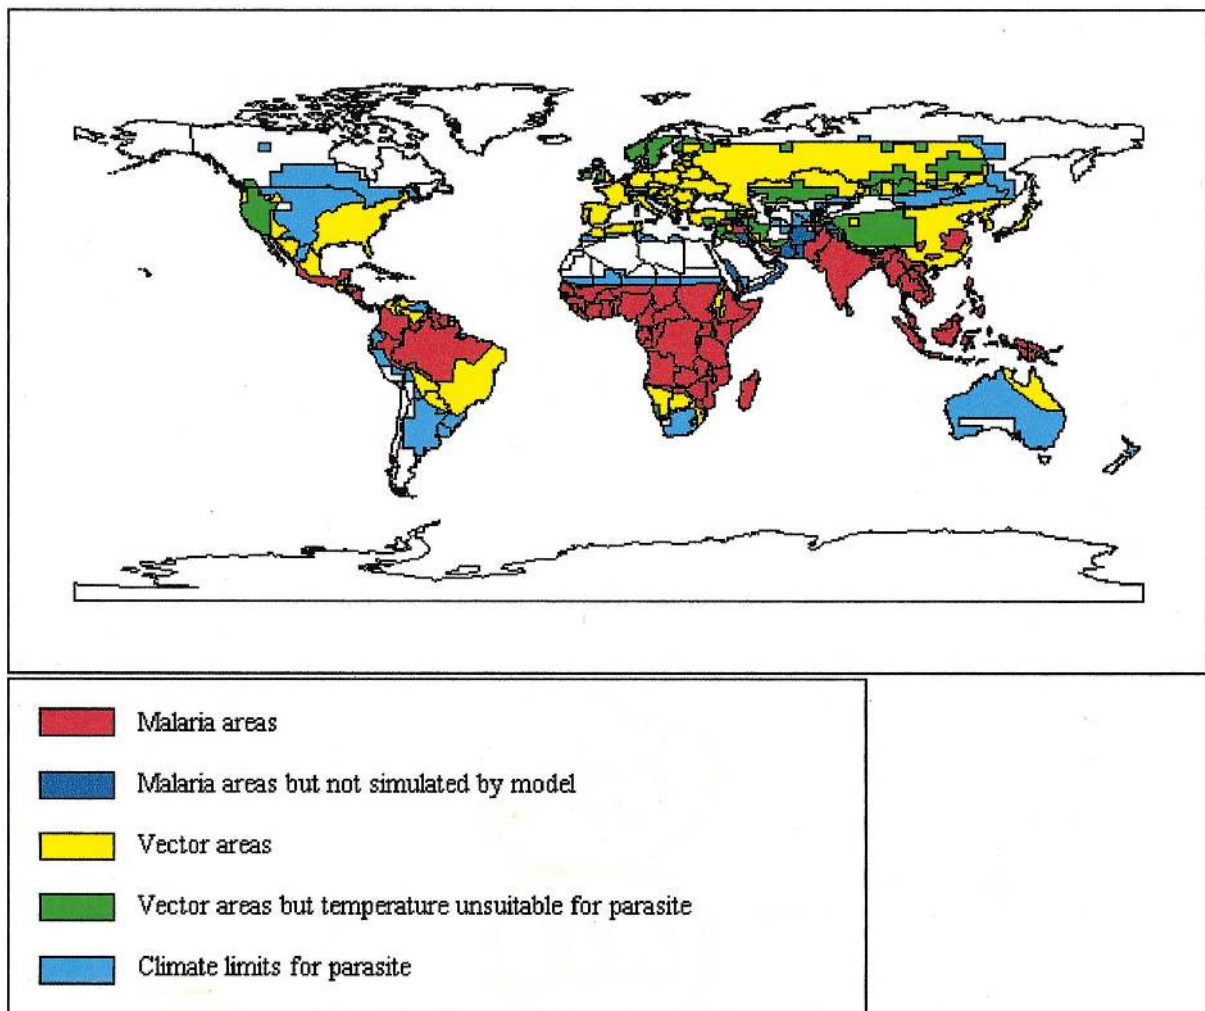 Malaria areas
Malaria areas but not simulated by model
Vector areas
Vector areas but temperature unsuitable for parasite
Climate limits for parasite